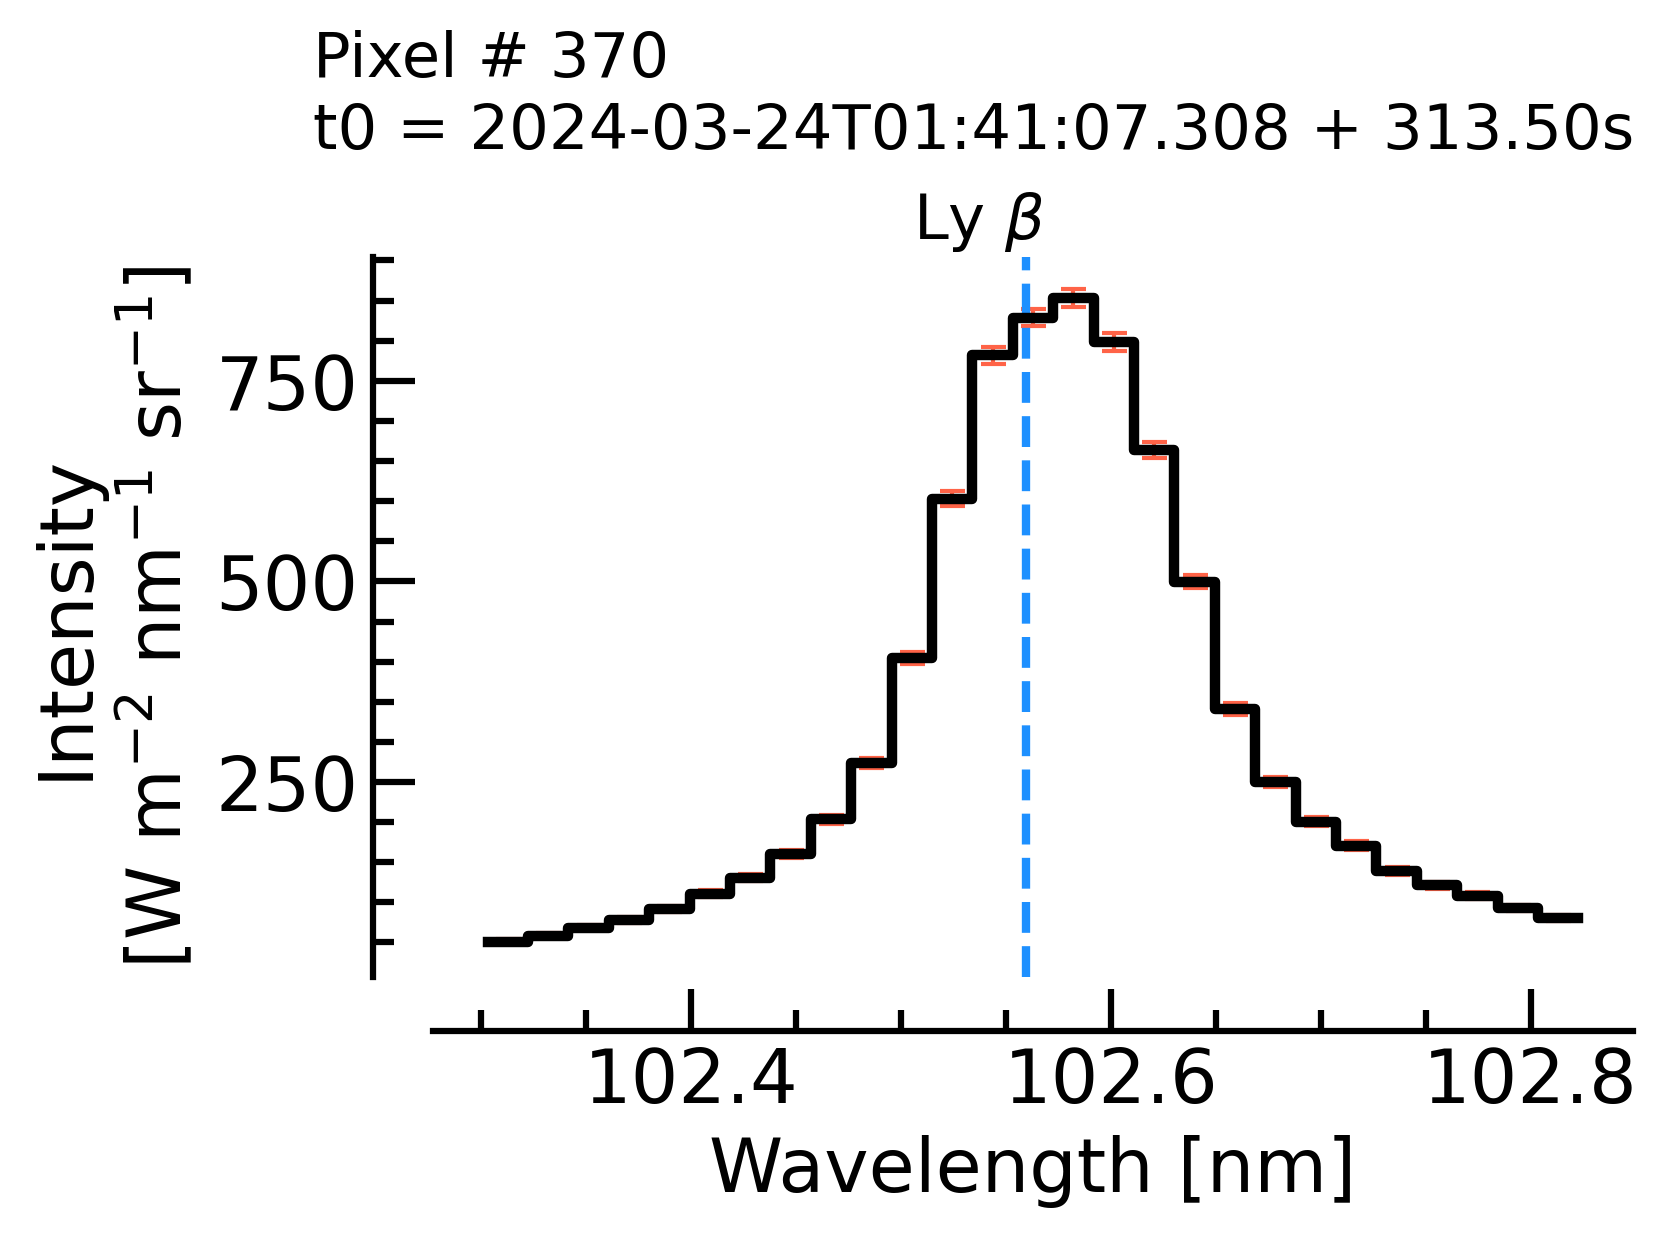 Pixel # 370
t0 = 2024-03-24T01:41:07.308 + 313.50s
Ly β
Intensity
[W m⁻² nm⁻¹ sr⁻¹]
750
500
250
102.4 102.6 102.8
Wavelength [nm]